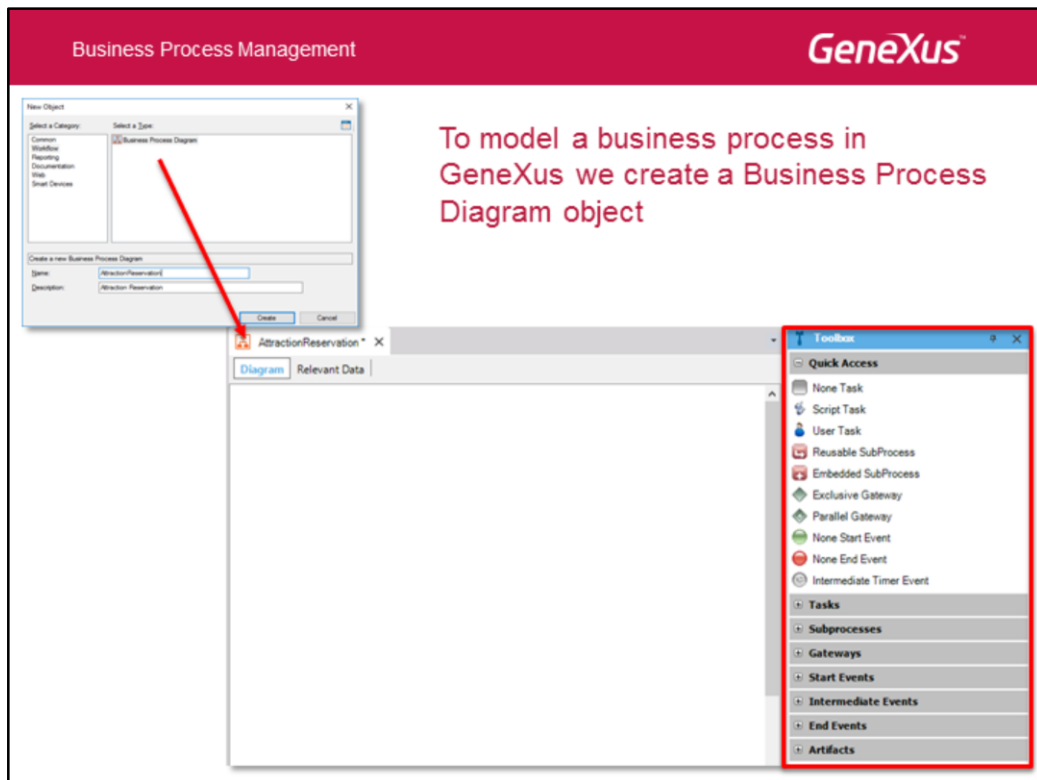 Business Process Management
GeneXus™
New Object
Select a Category:
Select a Type:
Common
Workflow
Reporting
Documentation
Web
Smart Devices
Business Process Diagram
Create a new Business Process Diagram
Name:
AttractionReservation
Description:
Attraction Reservation
Create
Cancel
To model a business process in
GeneXus we create a Business Process
Diagram object
AttractionReservation *
Diagram
Relevant Data
Toolbox
Quick Access
None Task
Script Task
User Task
Reusable SubProcess
Embedded SubProcess
Exclusive Gateway
Parallel Gateway
None Start Event
None End Event
Intermediate Timer Event
Tasks
Subprocesses
Gateways
Start Events
Intermediate Events
End Events
Artifacts